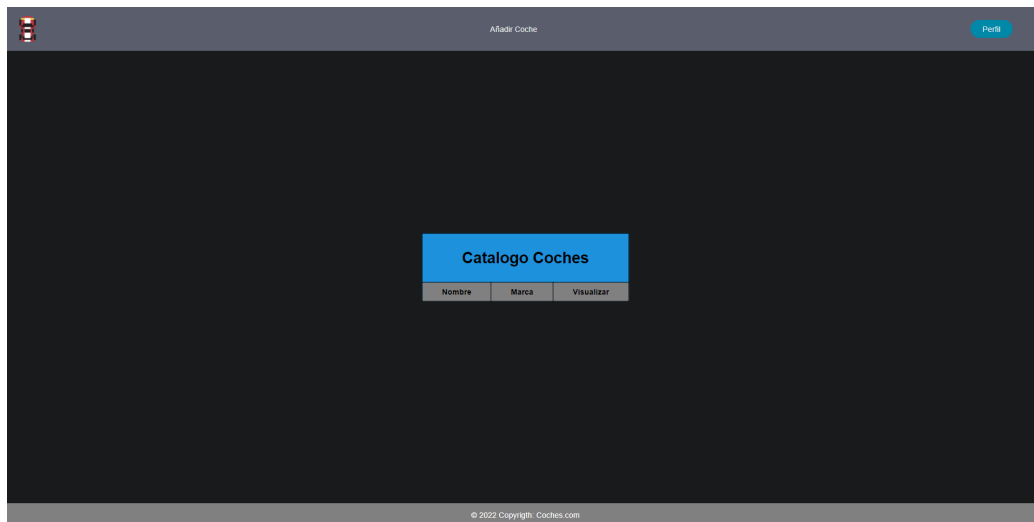 Añadir Coche
Perfil
Catalogo Coches
Nombre Marca Visualizar
© 2022 Copyrigth: Coches.com